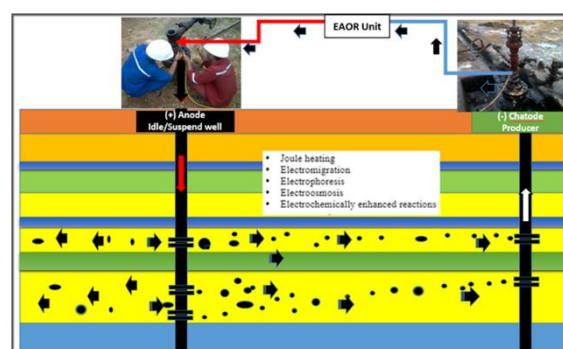 EAOR Unit
(+) Anode
Idle/Suspend well
(-) Chatode
Producer
• Joule heating
• Electromigration
• Electrophoresis
• Electroosmosis
• Electrochemically enhanced reactions